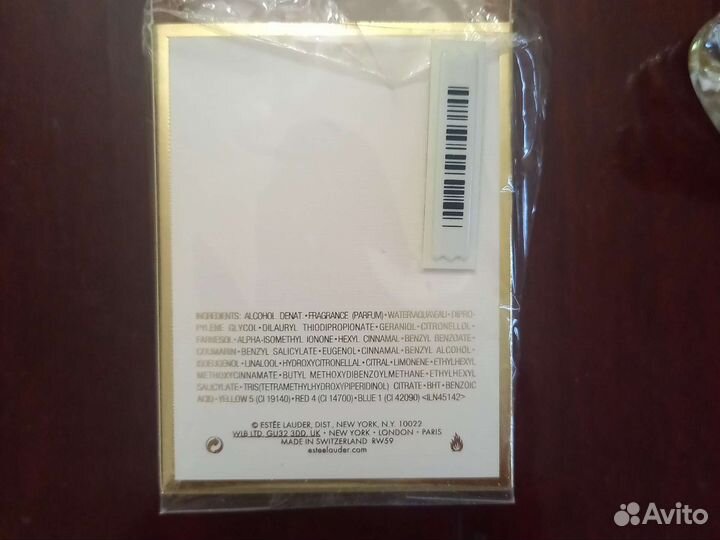 INGREDIENTS: ALCOHOL DENAT•FRAGRANCE (PARFUM)•WATER\AQUA\EAU•DIPRO-
PYLENE GLYCOL•DILAURYL THIODIPROPIONATE•GERANIOL•CITRONELLOL•
FARNESOL•ALPHA-ISOMETHYL IONONE•HEXYL CINNAMAL•BENZYL BENZOATE•
COUMARIN•BENZYL SALICYLATE•EUGENOL•CINNAMAL•BENZYL ALCOHOL•
ISOEUGENOL•LINALOOL•HYDROXYCITRONELLAL•CITRAL•LIMONENE•ETHYLHEXYL
METHOXYCINNAMATE•BUTYL METHOXYDIBENZOYLMETHANE•ETHYLHEXYL
SALICYLATE•TRIS(TETRAMETHYLHYDROXYPIPERIDINOL) CITRATE•BHT•BENZOIC
ACID•YELLOW 5 (CI 19140)•RED 4 (CI 14700)•BLUE 1 (CI 42090) <ILN45142>
© ESTÉE LAUDER, DIST., NEW YORK, N.Y. 10022
WLB LTD, GU32 3DD, UK • NEW YORK • LONDON • PARIS
MADE IN SWITZERLAND RW59
esteelauder.com
Avito